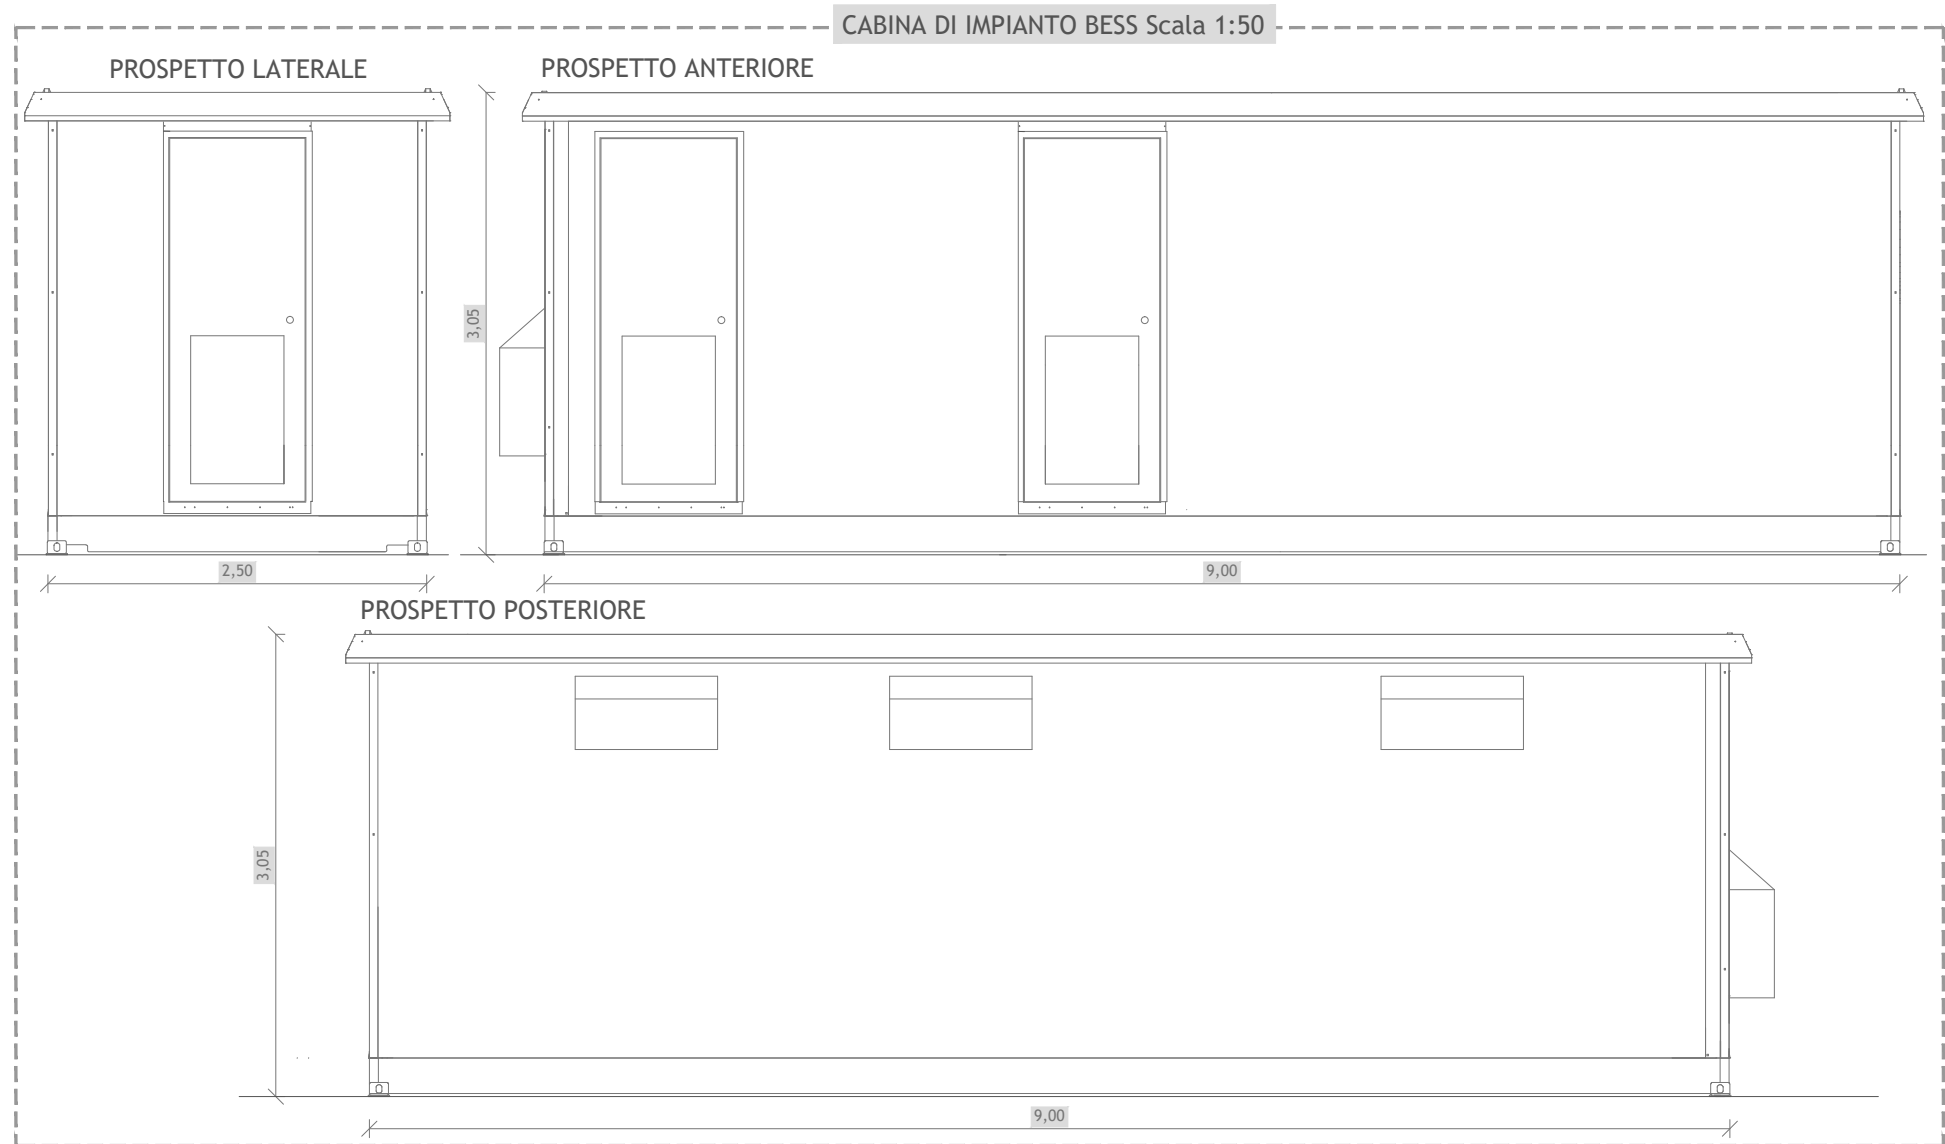 CABINA DI IMPIANTO BESS Scala 1:50
PROSPETTO LATERALE
PROSPETTO ANTERIORE
3,05
2,50
9,00
PROSPETTO POSTERIORE
3,05
9,00